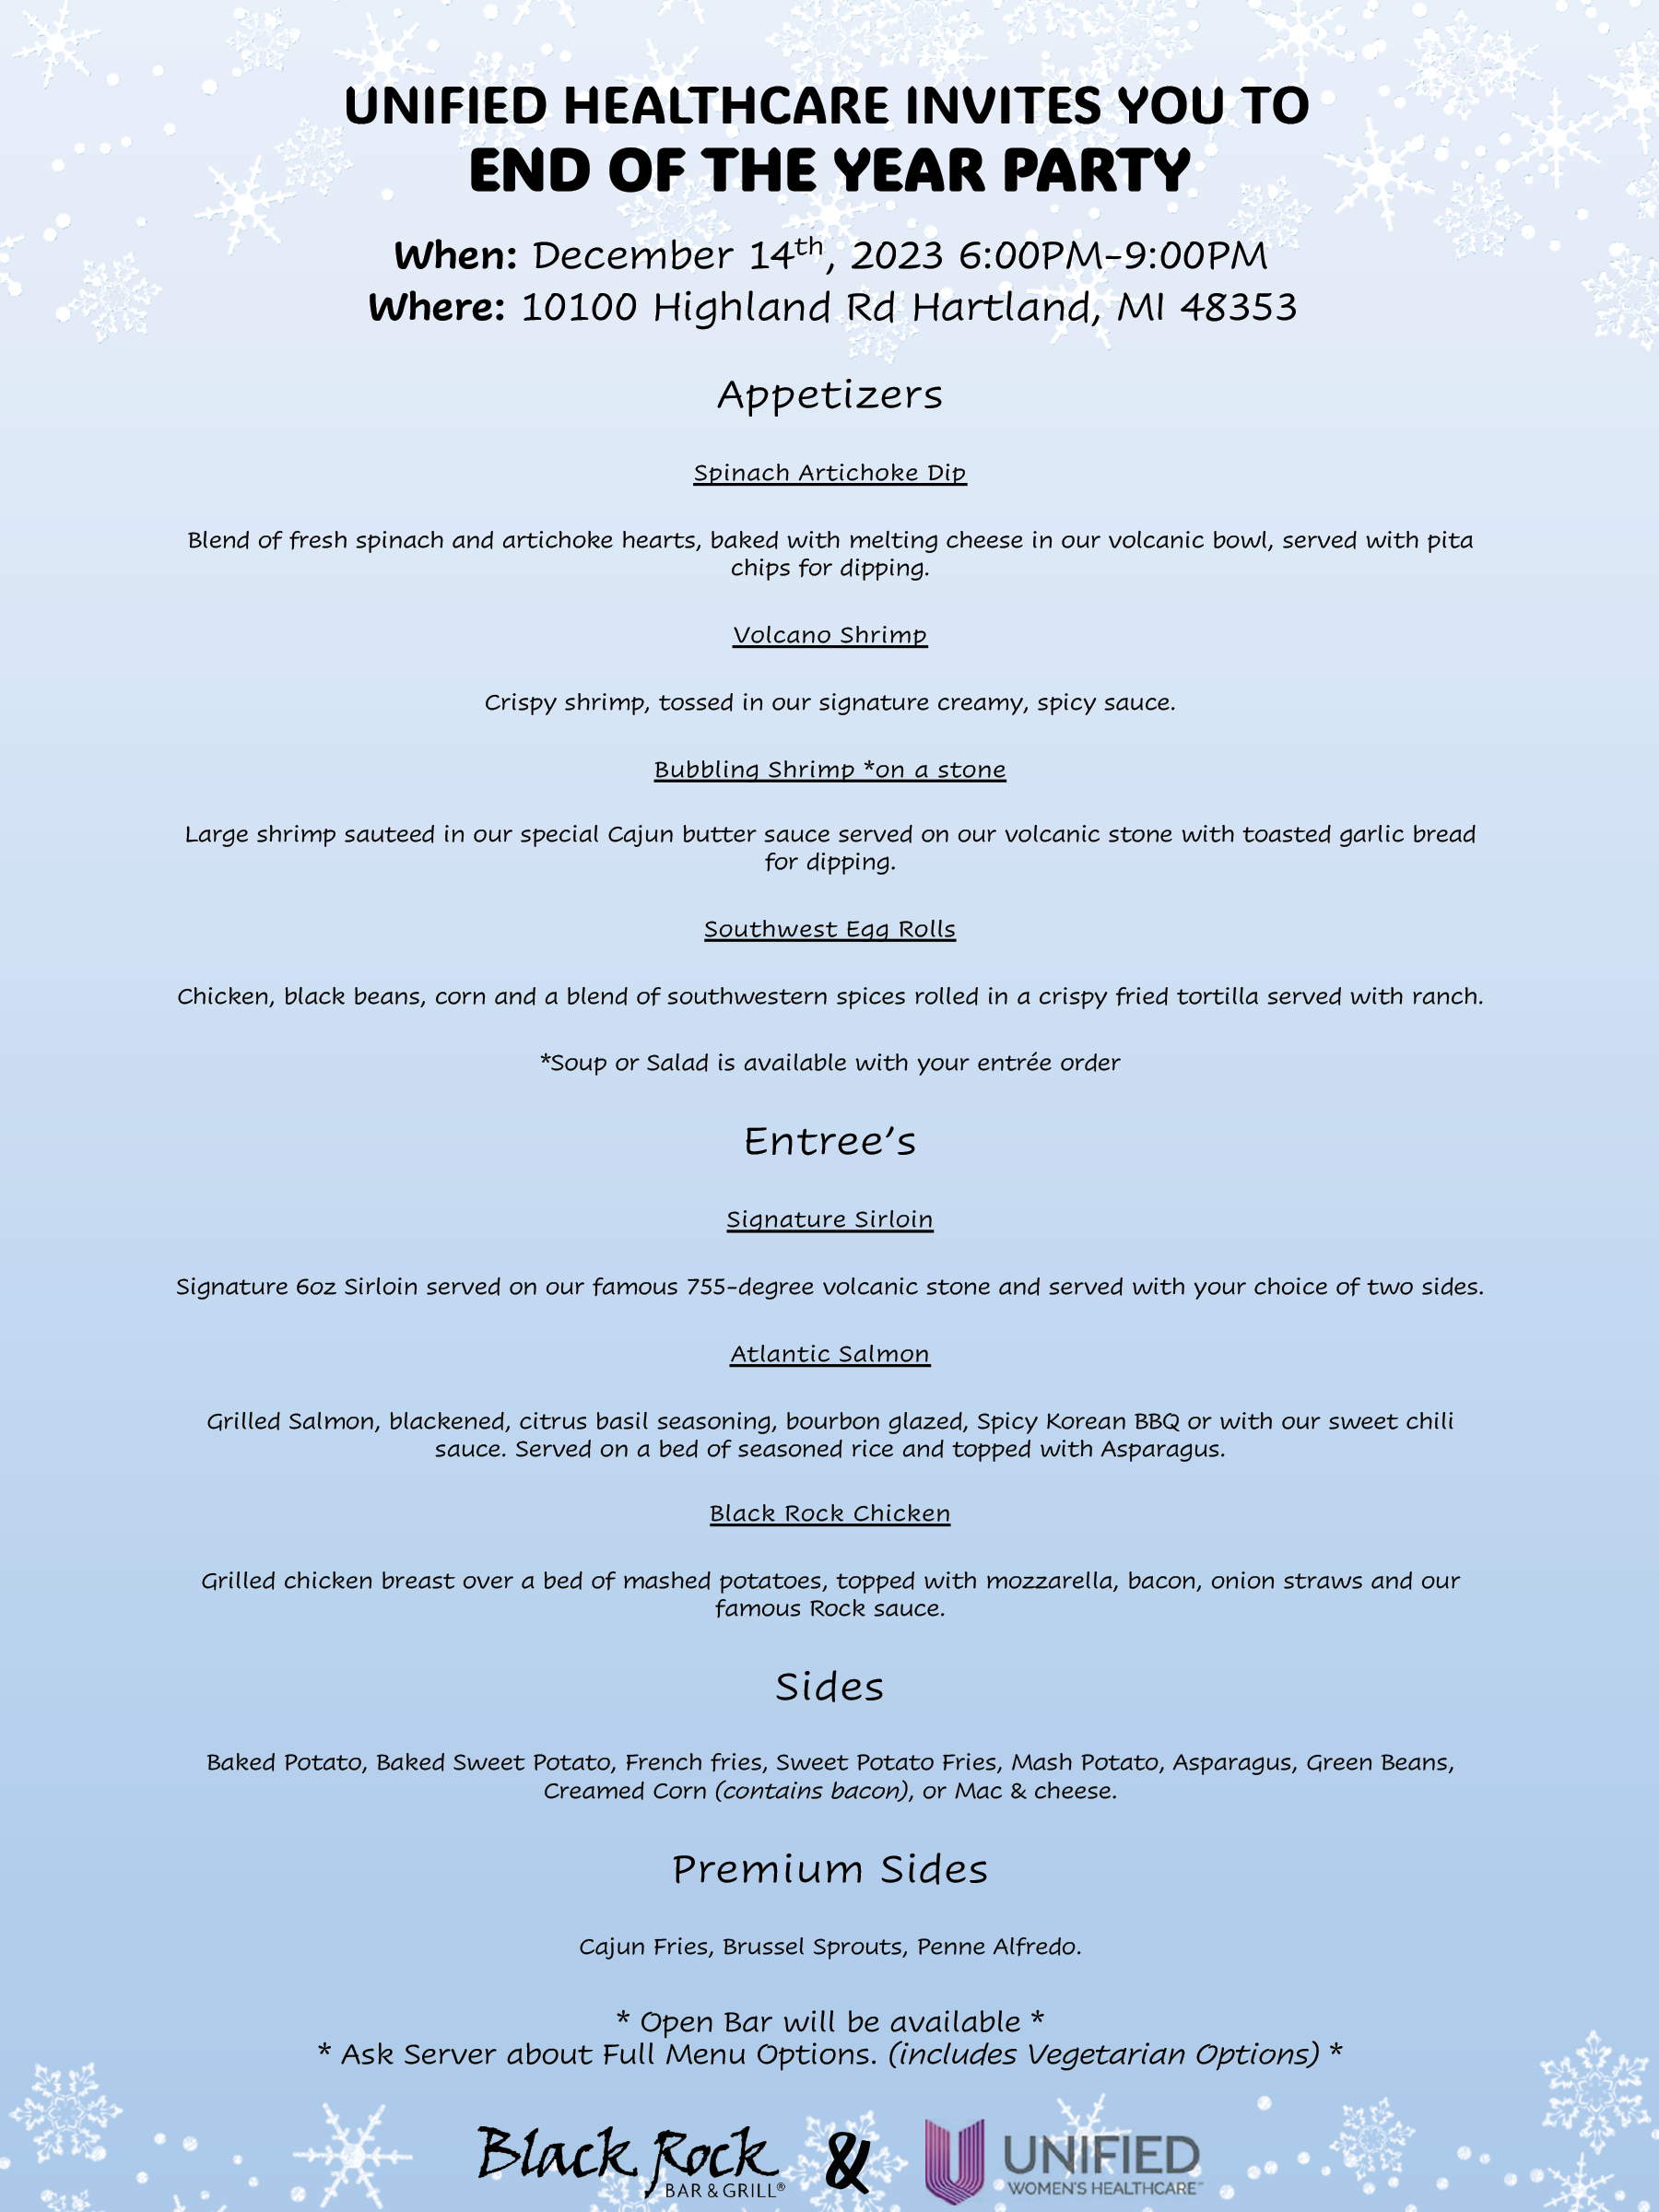 UNIFIED HEALTHCARE INVITES YOU TO
END OF THE YEAR PARTY
When: December 14th, 2023 6:00PM-9:00PM
Where: 10100 Highland Rd Hartland, MI 48353
Appetizers
Spinach Artichoke Dip
Blend of fresh spinach and artichoke hearts, baked with melting cheese in our volcanic bowl, served with pita
chips for dipping.
Volcano Shrimp
Crispy shrimp, tossed in our signature creamy, spicy sauce.
Bubbling Shrimp *on a stone
Large shrimp sauteed in our special Cajun butter sauce served on our volcanic stone with toasted garlic bread
for dipping.
Southwest Egg Rolls
Chicken, black beans, corn and a blend of southwestern spices rolled in a crispy fried tortilla served with ranch.
*Soup or Salad is available with your entrée order
Entree’s
Signature Sirloin
Signature 6oz Sirloin served on our famous 755-degree volcanic stone and served with your choice of two sides.
Atlantic Salmon
Grilled Salmon, blackened, citrus basil seasoning, bourbon glazed, Spicy Korean BBQ or with our sweet chili
sauce. Served on a bed of seasoned rice and topped with Asparagus.
Black Rock Chicken
Grilled chicken breast over a bed of mashed potatoes, topped with mozzarella, bacon, onion straws and our
famous Rock sauce.
Sides
Baked Potato, Baked Sweet Potato, French fries, Sweet Potato Fries, Mash Potato, Asparagus, Green Beans,
Creamed Corn (contains bacon), or Mac & cheese.
Premium Sides
Cajun Fries, Brussel Sprouts, Penne Alfredo.
* Open Bar will be available *
* Ask Server about Full Menu Options. (includes Vegetarian Options) *
Black Rock & UNIFIED
BAR & GRILL® WOMEN'S HEALTHCARE™